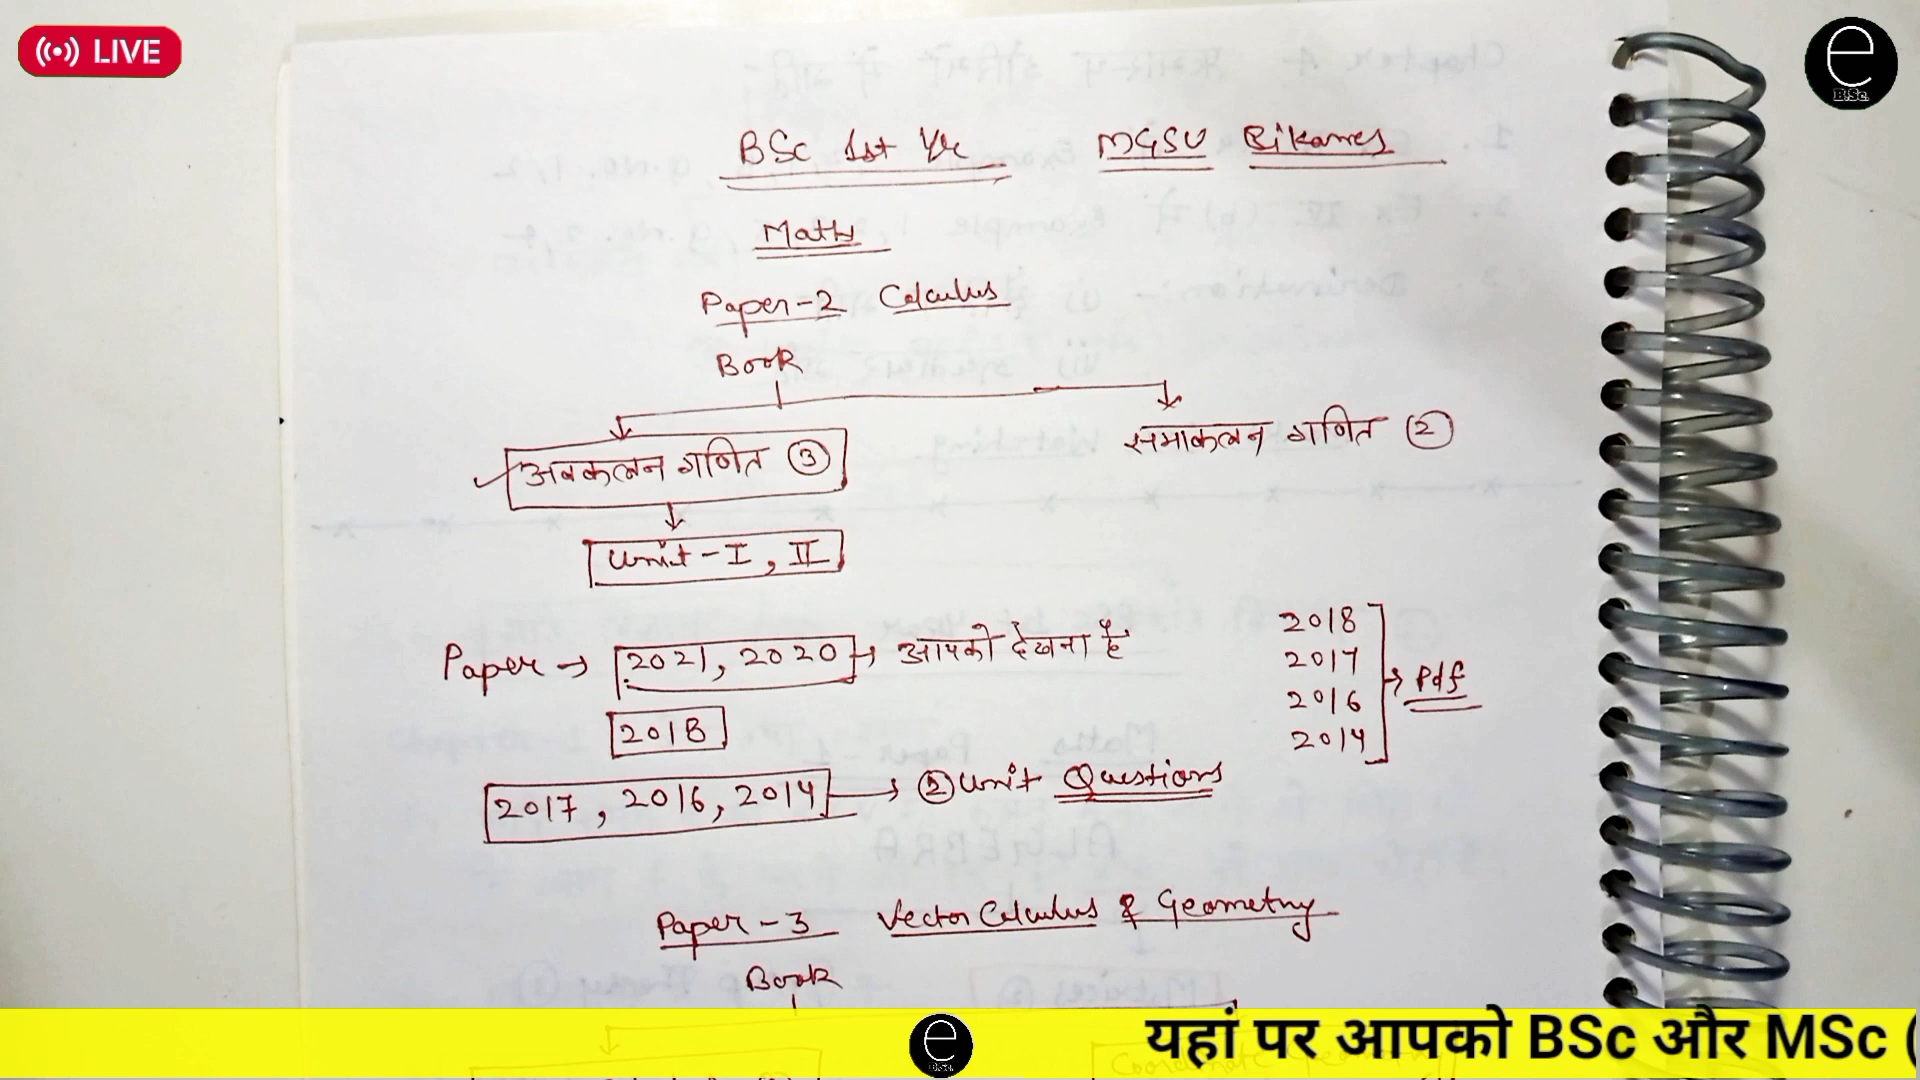 LIVE
e
B.Sc.
BSc 1st Yr MGSU Bikaner
Maths
Paper-2 Calculus
Book
अवकलन गणित ③
समाकलन गणित ②
Unit - I, II
Paper → 2021, 2020 → आपको देखना है
2018
2017, 2016, 2014 → ② Unit Questions
2018
2017
2016
2014
→ Pdf
Paper - 3 Vector Calculus & Geometry
Book
e
B.Sc.
यहां पर आपको BSc और MSc (